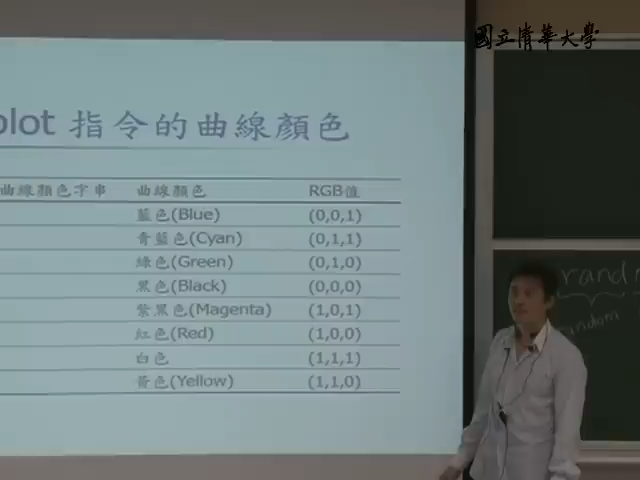 國立清華大學
plot 指令的曲線顏色
曲線顏色字串 曲線顏色 RGB值
藍色(Blue) (0,0,1)
青藍色(Cyan) (0,1,1)
綠色(Green) (0,1,0)
黑色(Black) (0,0,0)
紫黑色(Magenta) (1,0,1)
紅色(Red) (1,0,0)
白色 (1,1,1)
黃色(Yellow) (1,1,0)
rand
random